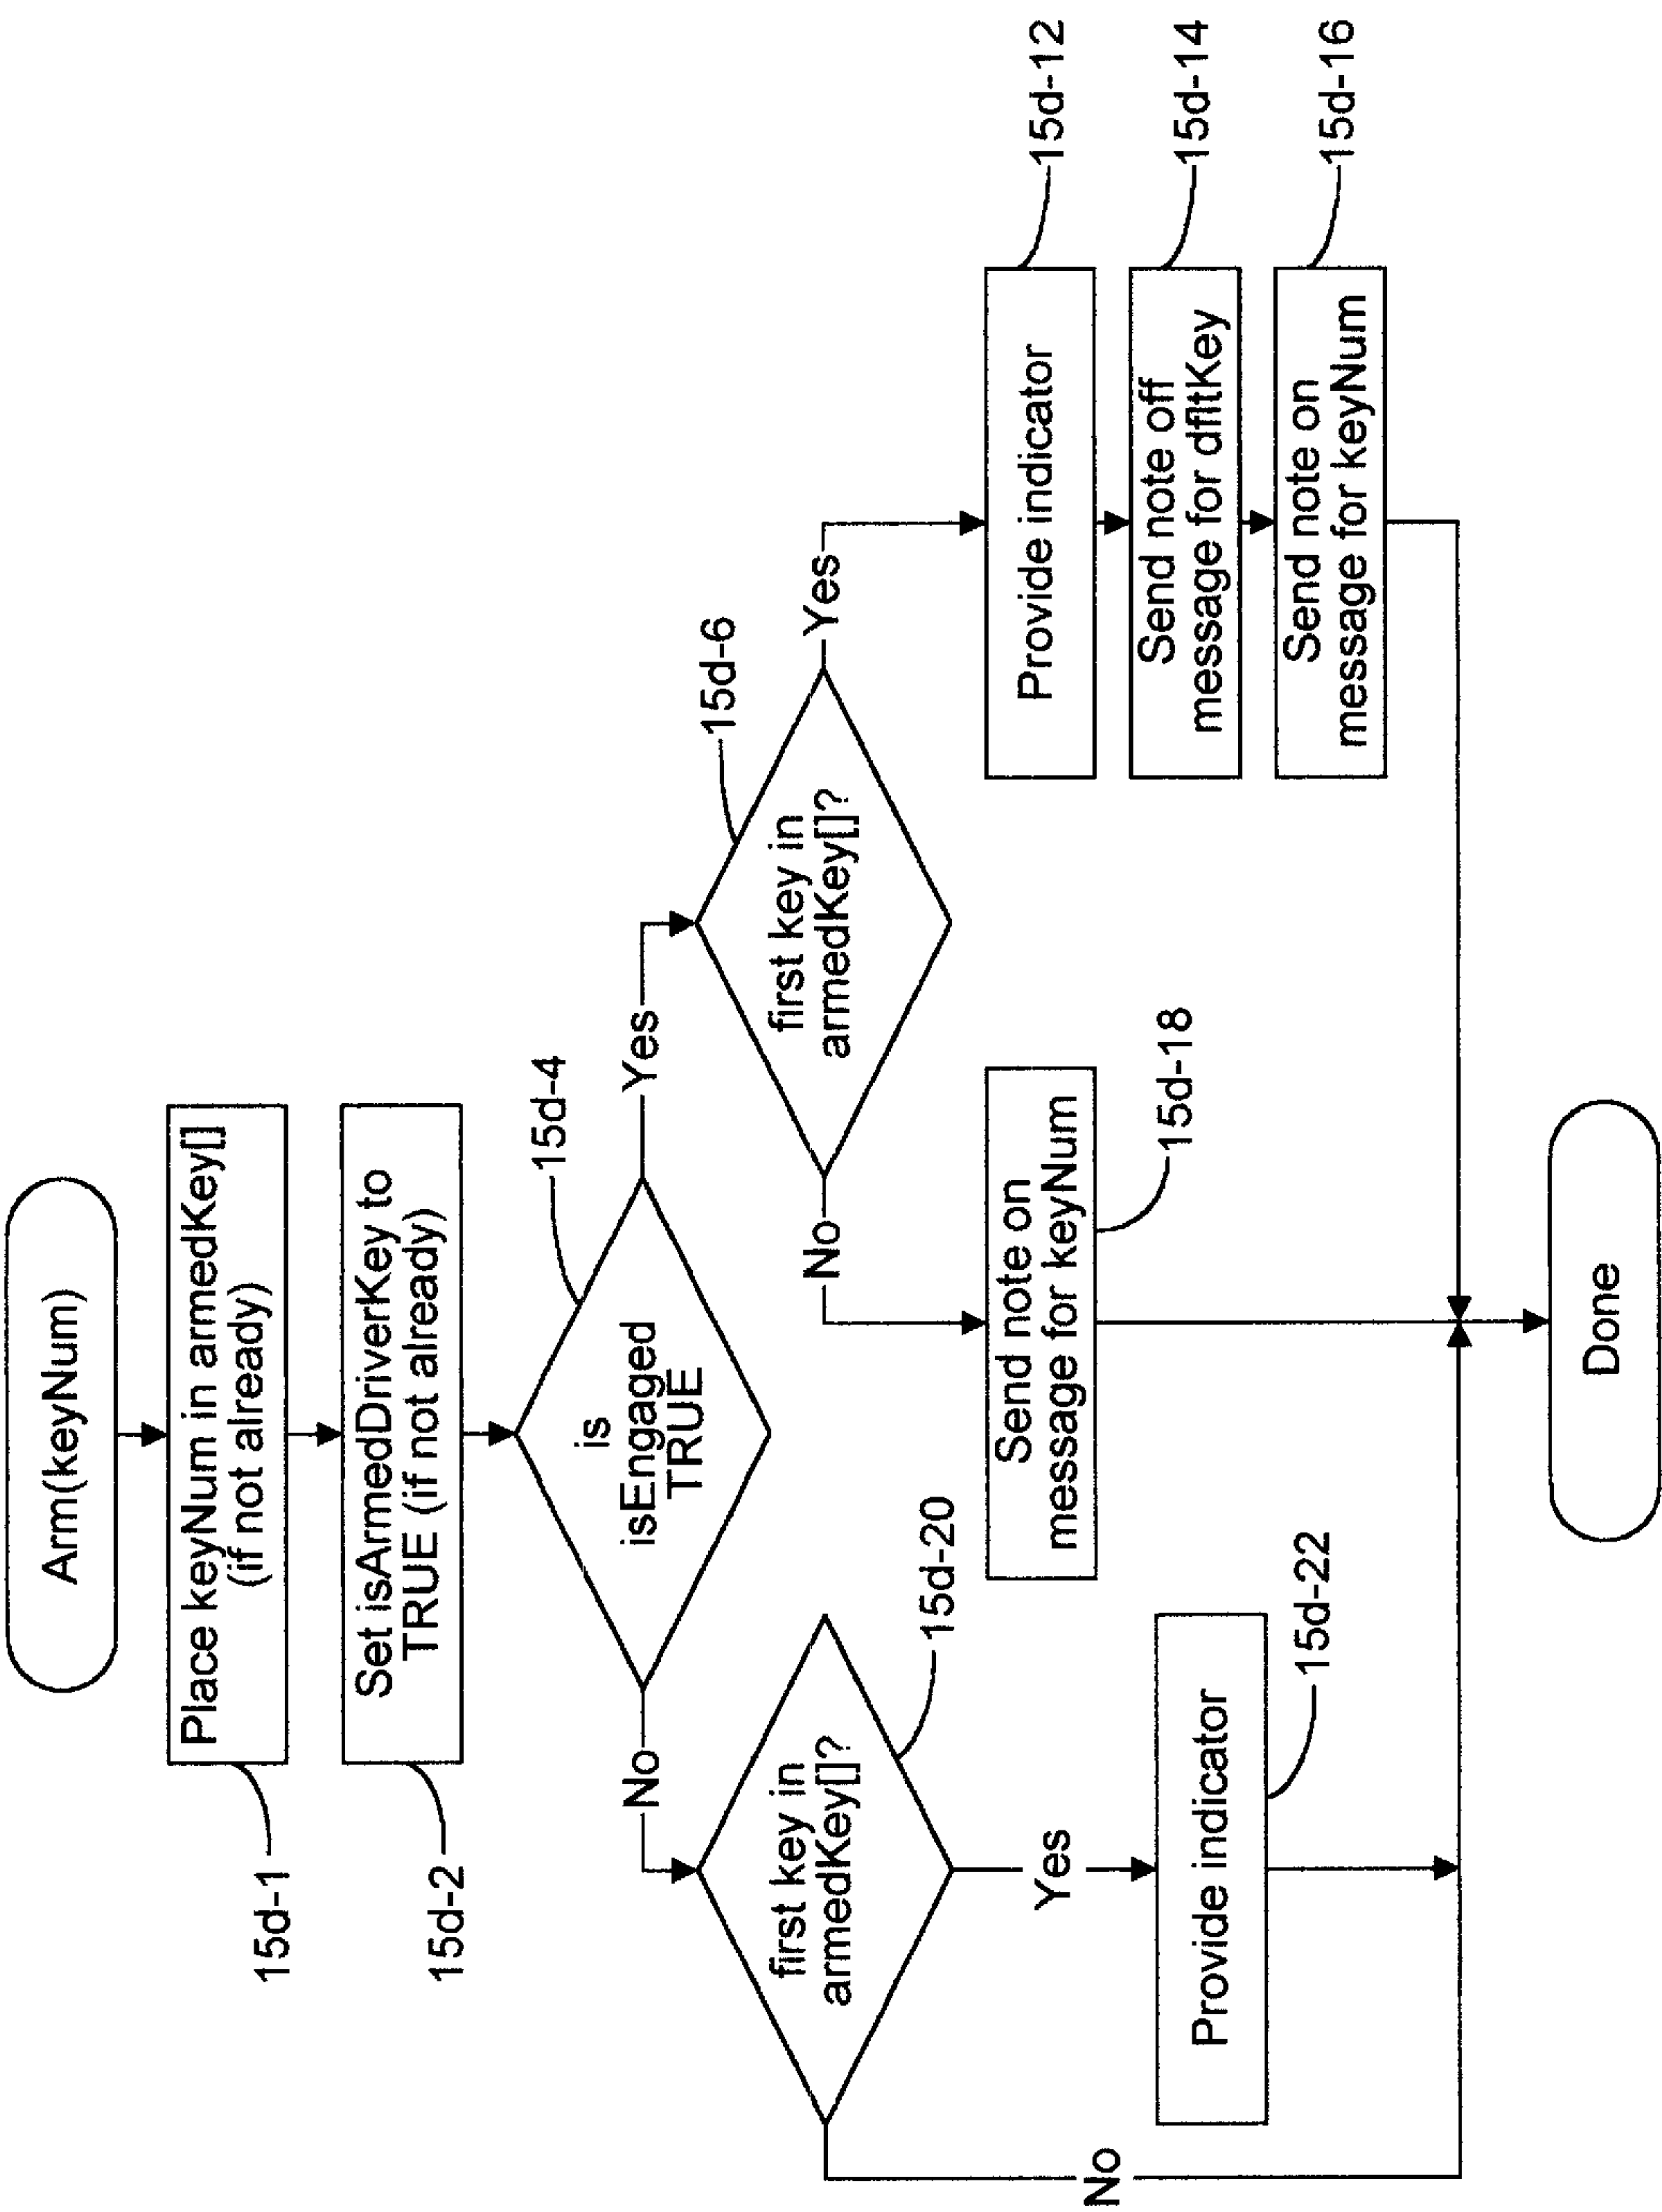 Arm(keyNum)
Place keyNum in armedKey[]
(if not already)
15d-1
Set isArmedDriverKey to
TRUE (if not already)
15d-2
is
isEngaged
TRUE
15d-4
No
Yes
first key in
armedKey[]?
15d-20
first key in
armedKey[]?
15d-6
Yes
No
No
Yes
Provide indicator
15d-22
Send note on
message for keyNum
15d-18
Provide indicator
15d-12
Send note off
message for dfltKey
15d-14
Send note on
message for keyNum
15d-16
Done